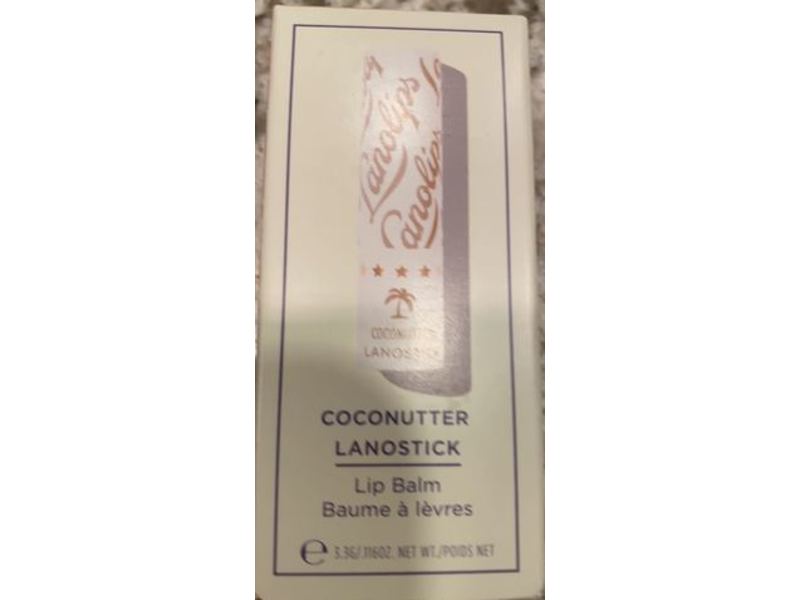 Lanolips
Lanolips
COCONUTTER
LANOSTICK
COCONUTTER
LANOSTICK
Lip Balm
Baume à lèvres
e 3.3G/.116OZ. NET WT./POIDS NET